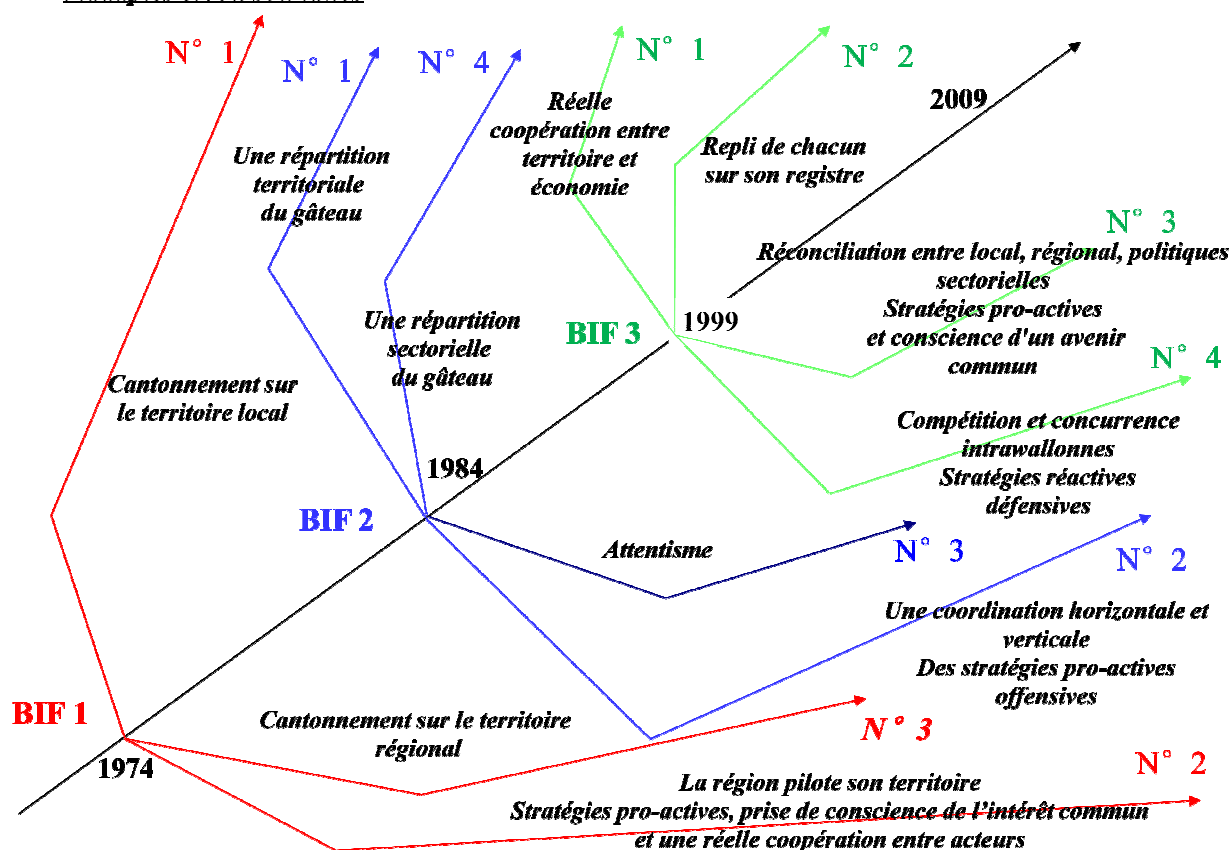 N° 1
N° 1
N° 4
N° 1
N° 2
2009
Réelle
coopération entre
territoire et
économie
Une répartition
territoriale
du gâteau
Repli de chacun
sur son registre
N° 3
Réconciliation entre local, régional, politiques
sectorielles
Stratégies pro-actives
et conscience d'un avenir
commun
BIF 3
1999
Une répartition
sectorielle
du gâteau
N° 4
Cantonnement sur
le territoire local
Compétition et concurrence
intrawallonnes
Stratégies réactives
défensives
1984
BIF 2
Attentisme
N° 3
N° 2
Une coordination horizontale et
verticale
Des stratégies pro-actives
offensives
BIF 1
1974
Cantonnement sur le territoire
régional
N° 3
N° 2
La région pilote son territoire
Stratégies pro-actives, prise de conscience de l'intérêt commun
et une réelle coopération entre acteurs